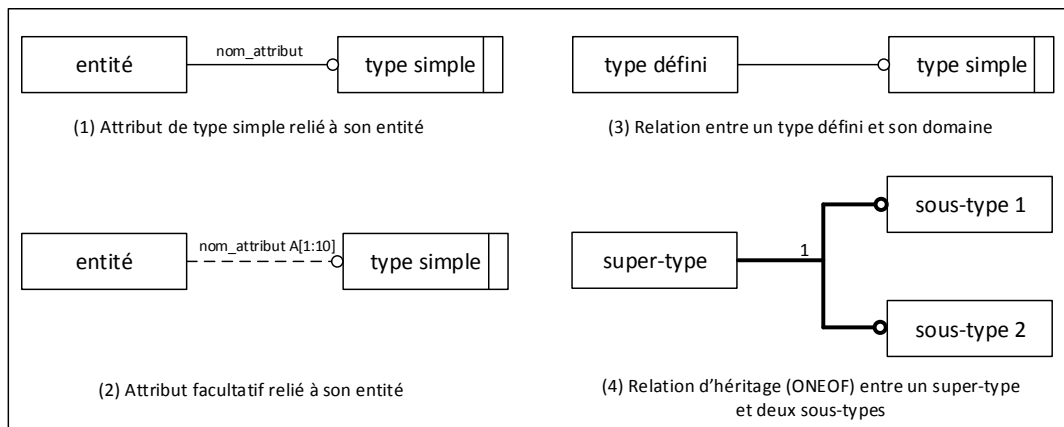 entité
nom_attribut
type simple
(1) Attribut de type simple relié à son entité
type défini
type simple
(3) Relation entre un type défini et son domaine
entité
nom_attribut A[1:10]
type simple
(2) Attribut facultatif relié à son entité
super-type
1
sous-type 1
sous-type 2
(4) Relation d’héritage (ONEOF) entre un super-type
et deux sous-types